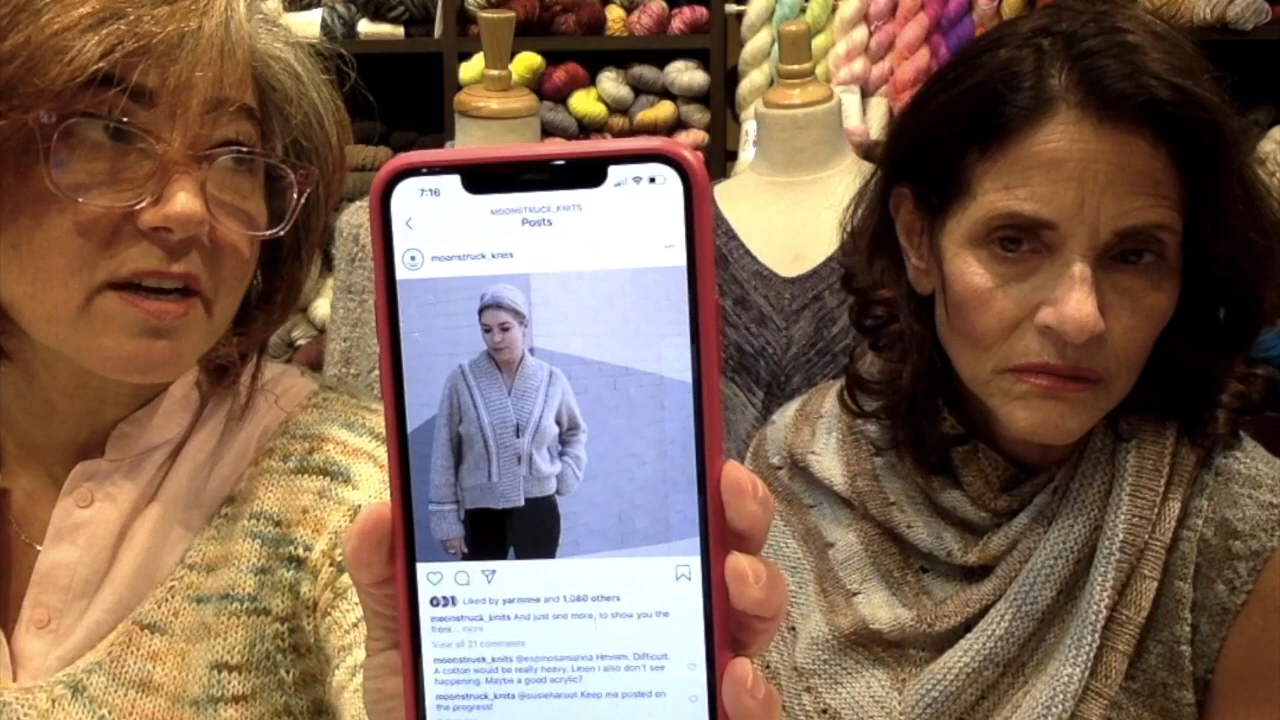 7:16
MOONSTRUCK_KNITS
Posts
moonstruck_knits
Liked by yarnnme and 1,080 others
moonstruck_knits And just one more, to show you the
front... more
View all 21 comments
moonstruck_knits @espinosamarina Hmmm. Difficult.
A cotton would be really heavy. Linen i also don't see
happening. Maybe a good acrylic?
moonstruck_knits @susieharout Keep me posted on
the progress!